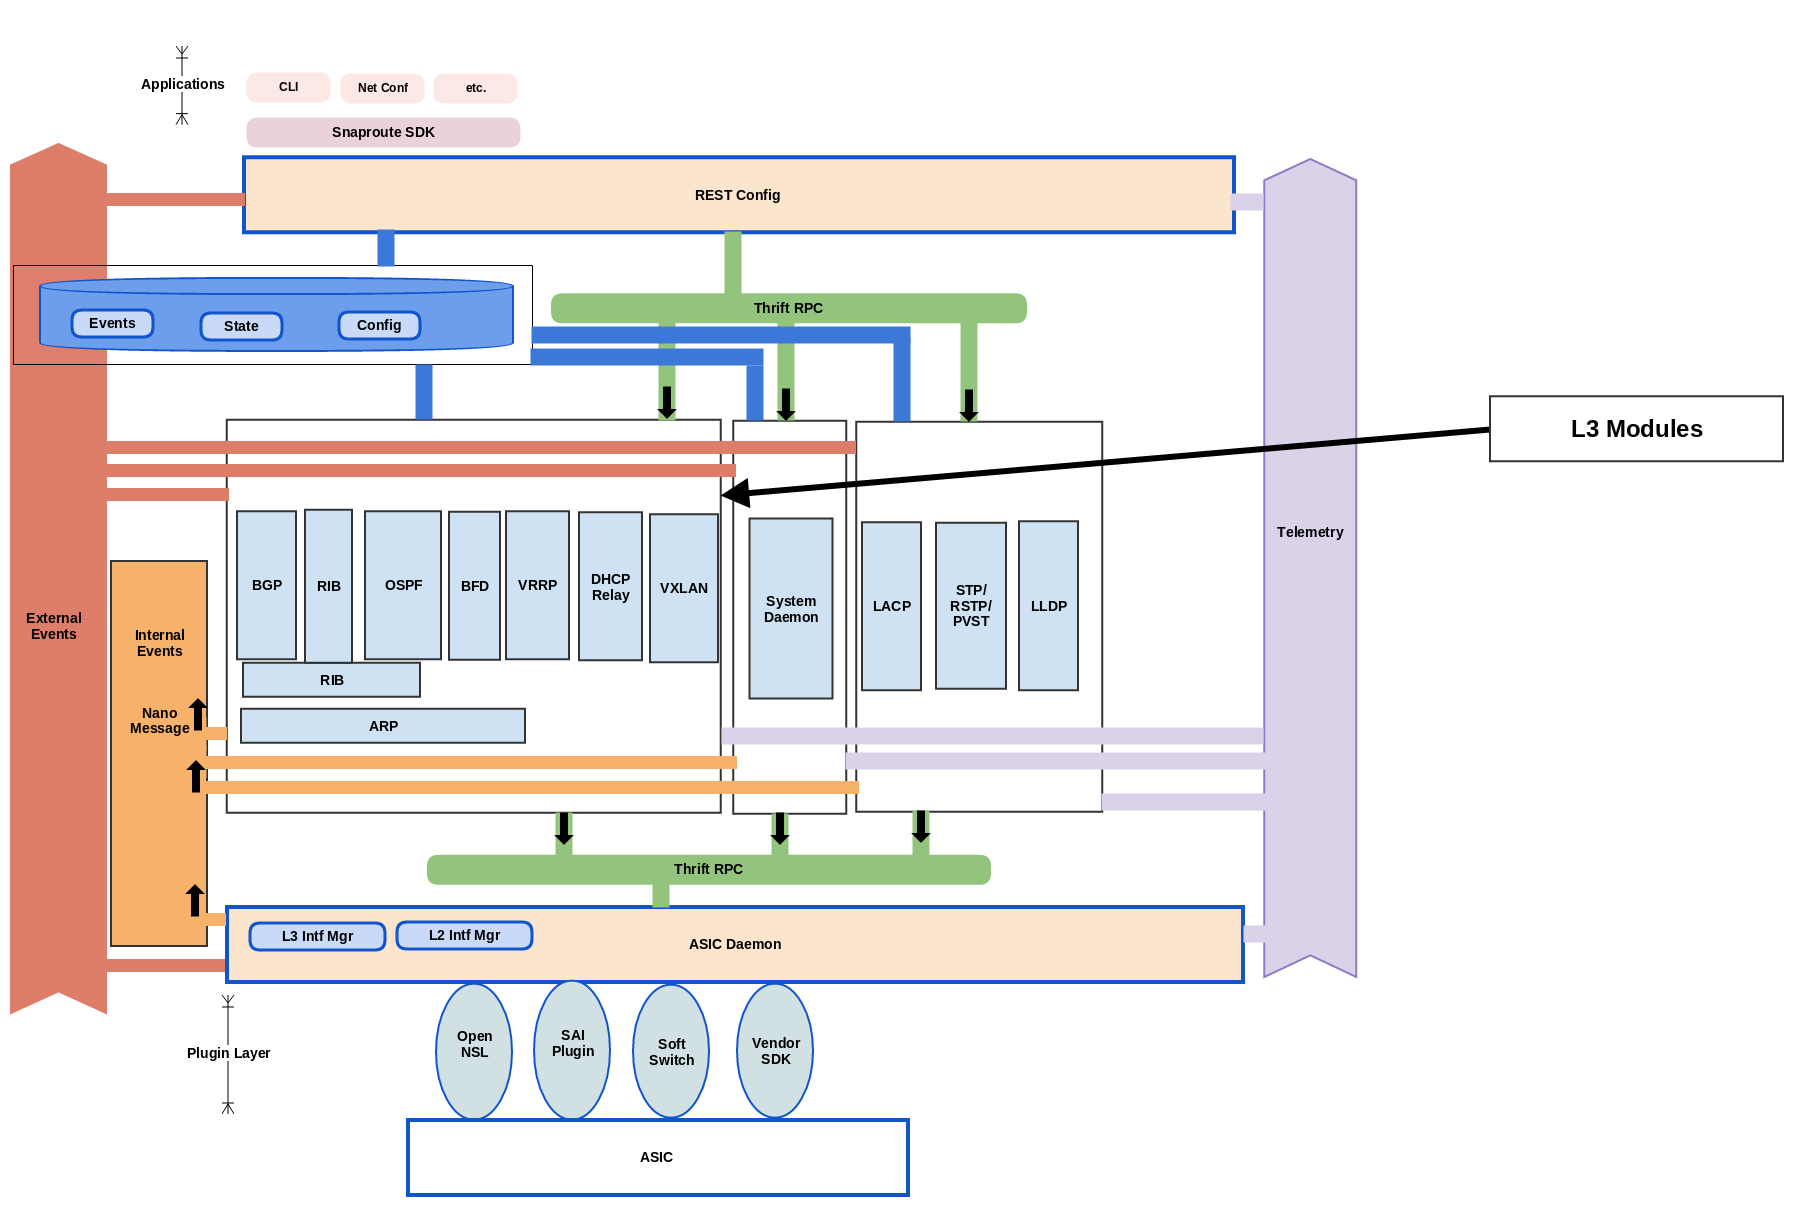 Applications
CLI
Net Conf
etc.
Snaproute SDK
REST Config
Thrift RPC
Events
State
Config
L3 Modules
Telemetry
External
Events
Internal
Events
Nano
Message
BGP
RIB
OSPF
BFD
VRRP
DHCP
Relay
VXLAN
System
Daemon
LACP
STP/
RSTP/
PVST
LLDP
RIB
ARP
Thrift RPC
L3 Intf Mgr
L2 Intf Mgr
ASIC Daemon
Plugin Layer
Open
NSL
SAI
Plugin
Soft
Switch
Vendor
SDK
ASIC